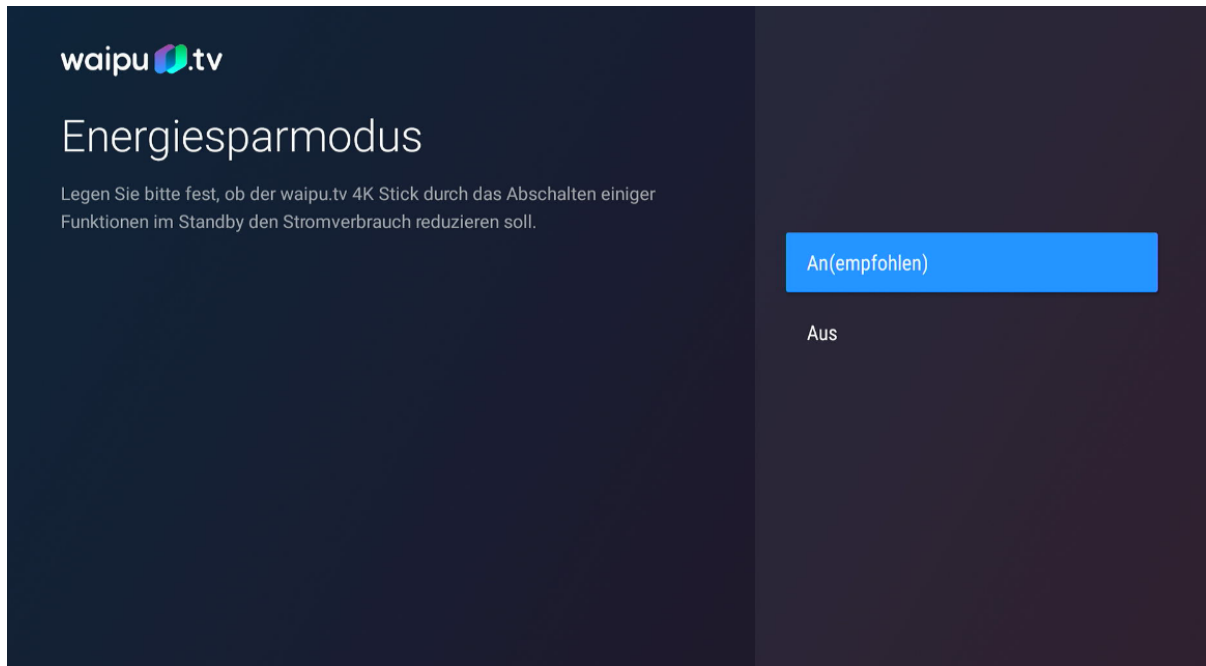 waipu.tv
Energiesparmodus
Legen Sie bitte fest, ob der waipu.tv 4K Stick durch das Abschalten einiger
Funktionen im Standby den Stromverbrauch reduzieren soll.
An(empfohlen)
Aus